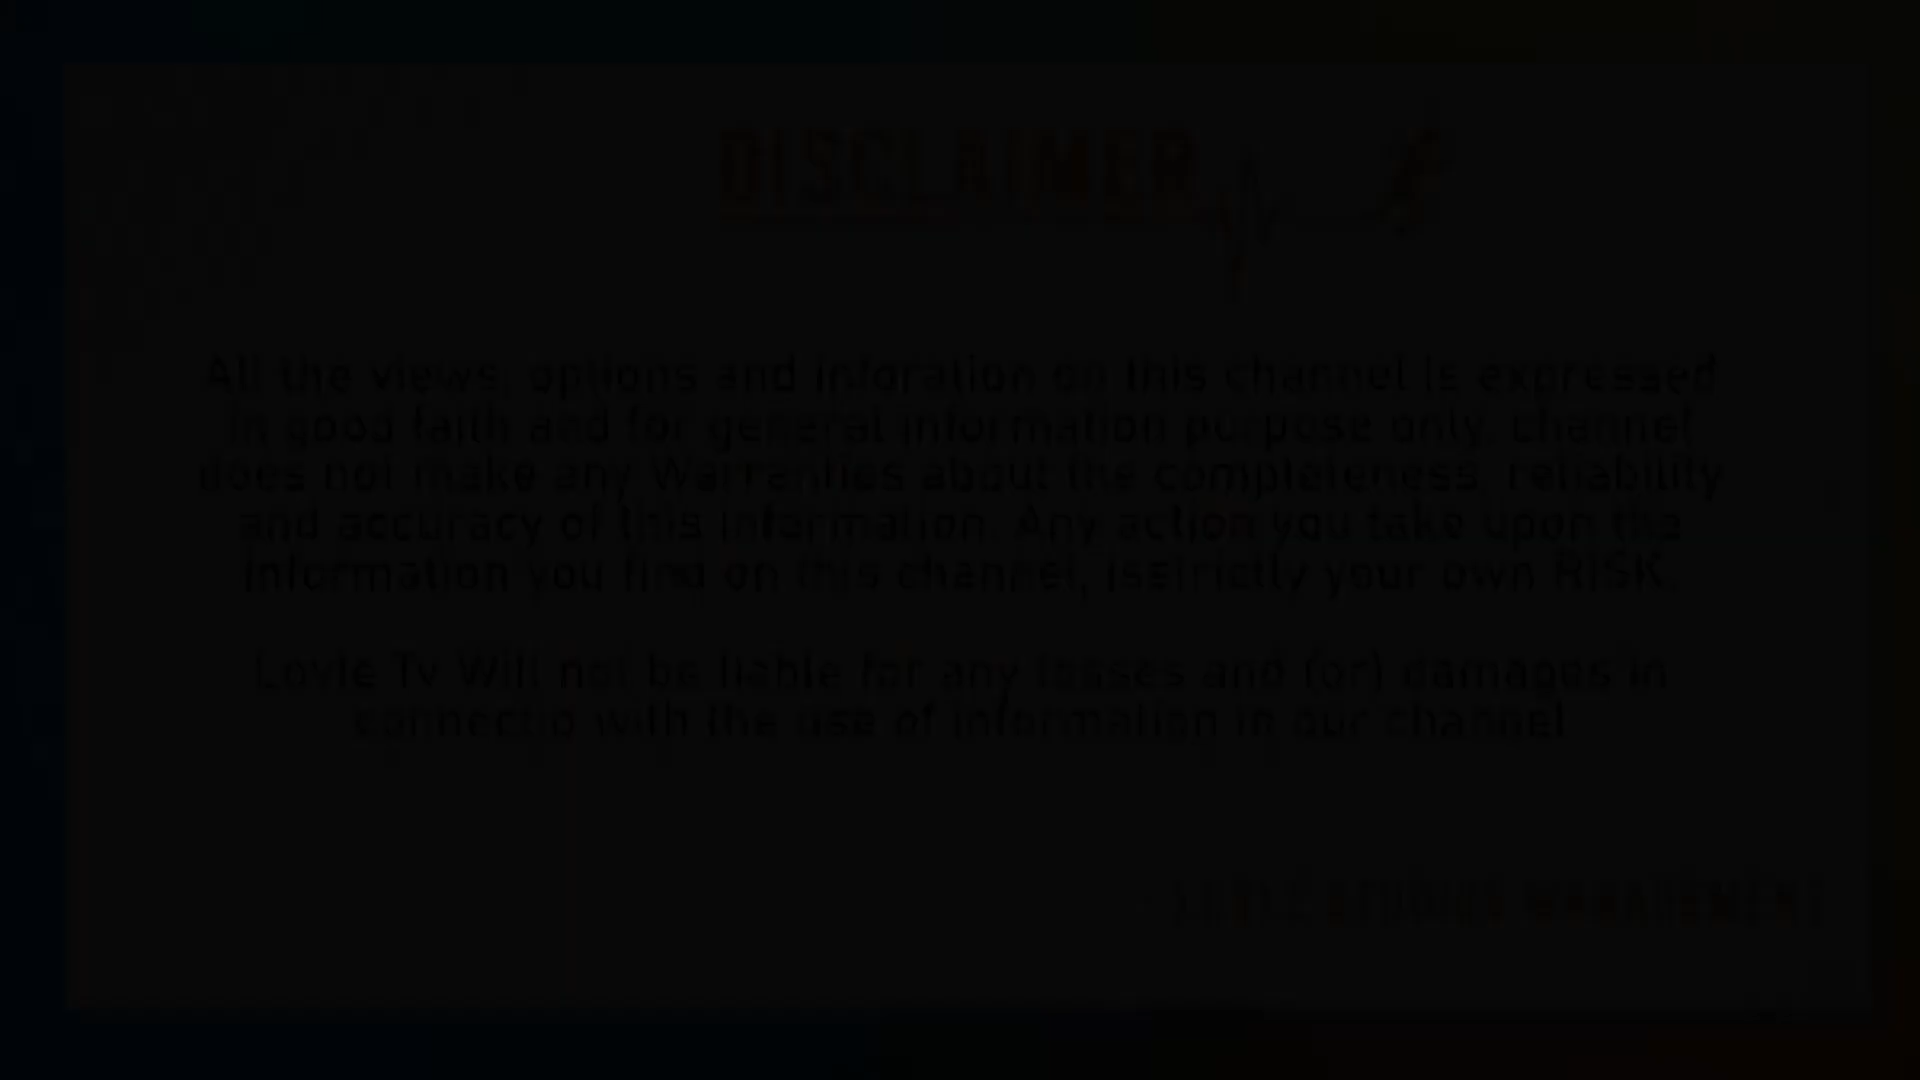 DISCLAIMER
All the views, options and inforation on this channel is expressed
in good faith and for general information purpose only, channel
does not make any Warranties about the completeness, reliability
and accuracy of this information. Any action you take upon the
information you find on this channel, isstrictly your own RISK.
Lovle Tv Will not be liable for any losses and (or) damages in
connectio with the use of information in our channel
STUDIOS MANAGEMENT